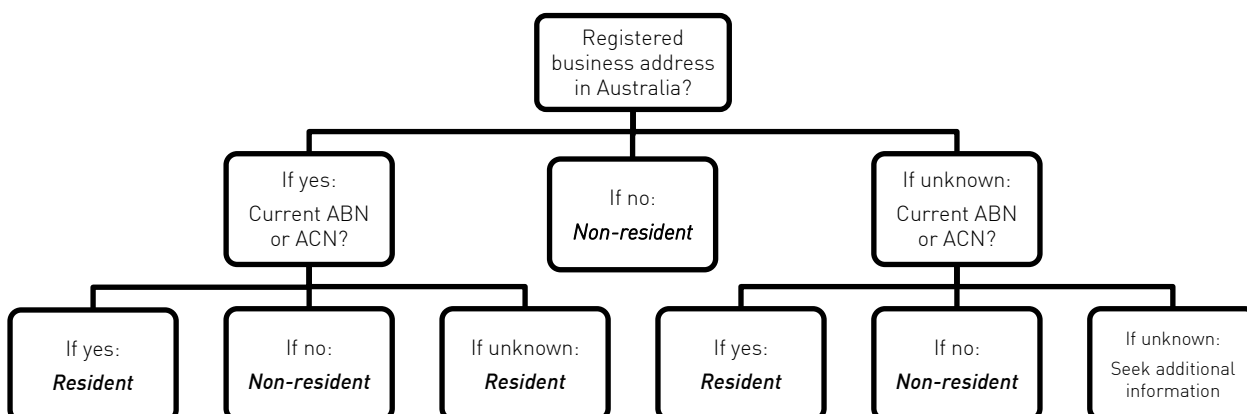 Registered
business address
in Australia?
If yes:
Current ABN
or ACN?
If no:
Non-resident
If unknown:
Current ABN
or ACN?
If yes:
Resident
If no:
Non-resident
If unknown:
Resident
If yes:
Resident
If no:
Non-resident
If unknown:
Seek additional
information